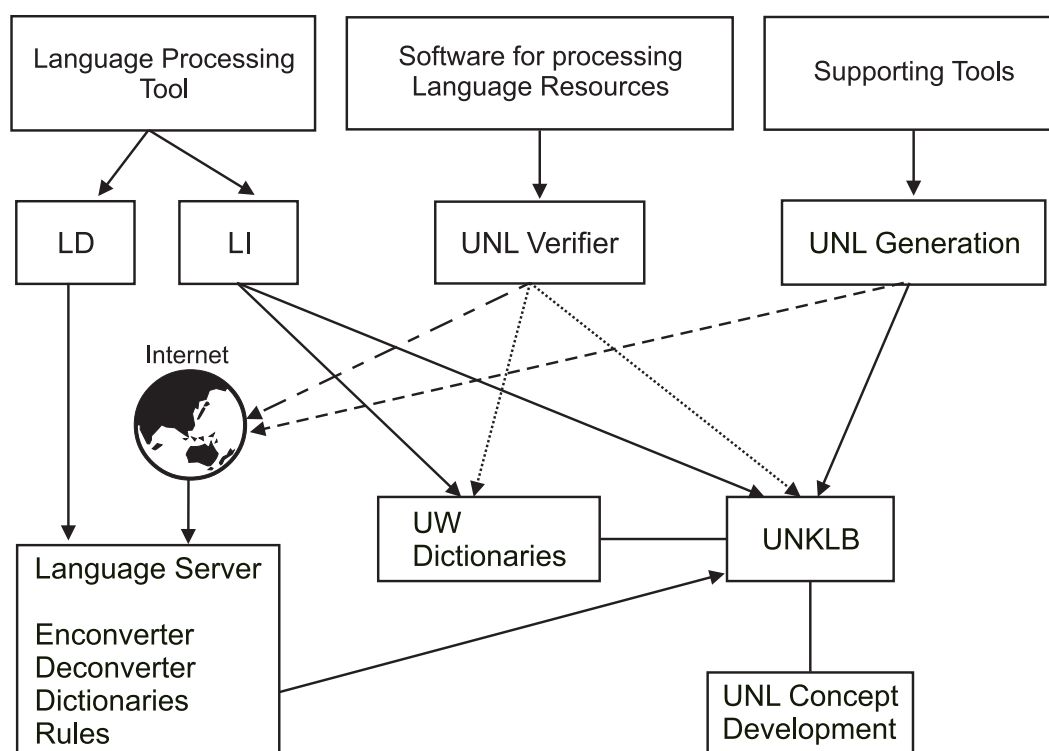 Language Processing
Tool
Software for processing
Language Resources
Supporting Tools
LD
LI
UNL Verifier
UNL Generation
Internet
UW
Dictionaries
UNKLB
Language Server
Enconverter
Deconverter
Dictionaries
Rules
UNL Concept
Development